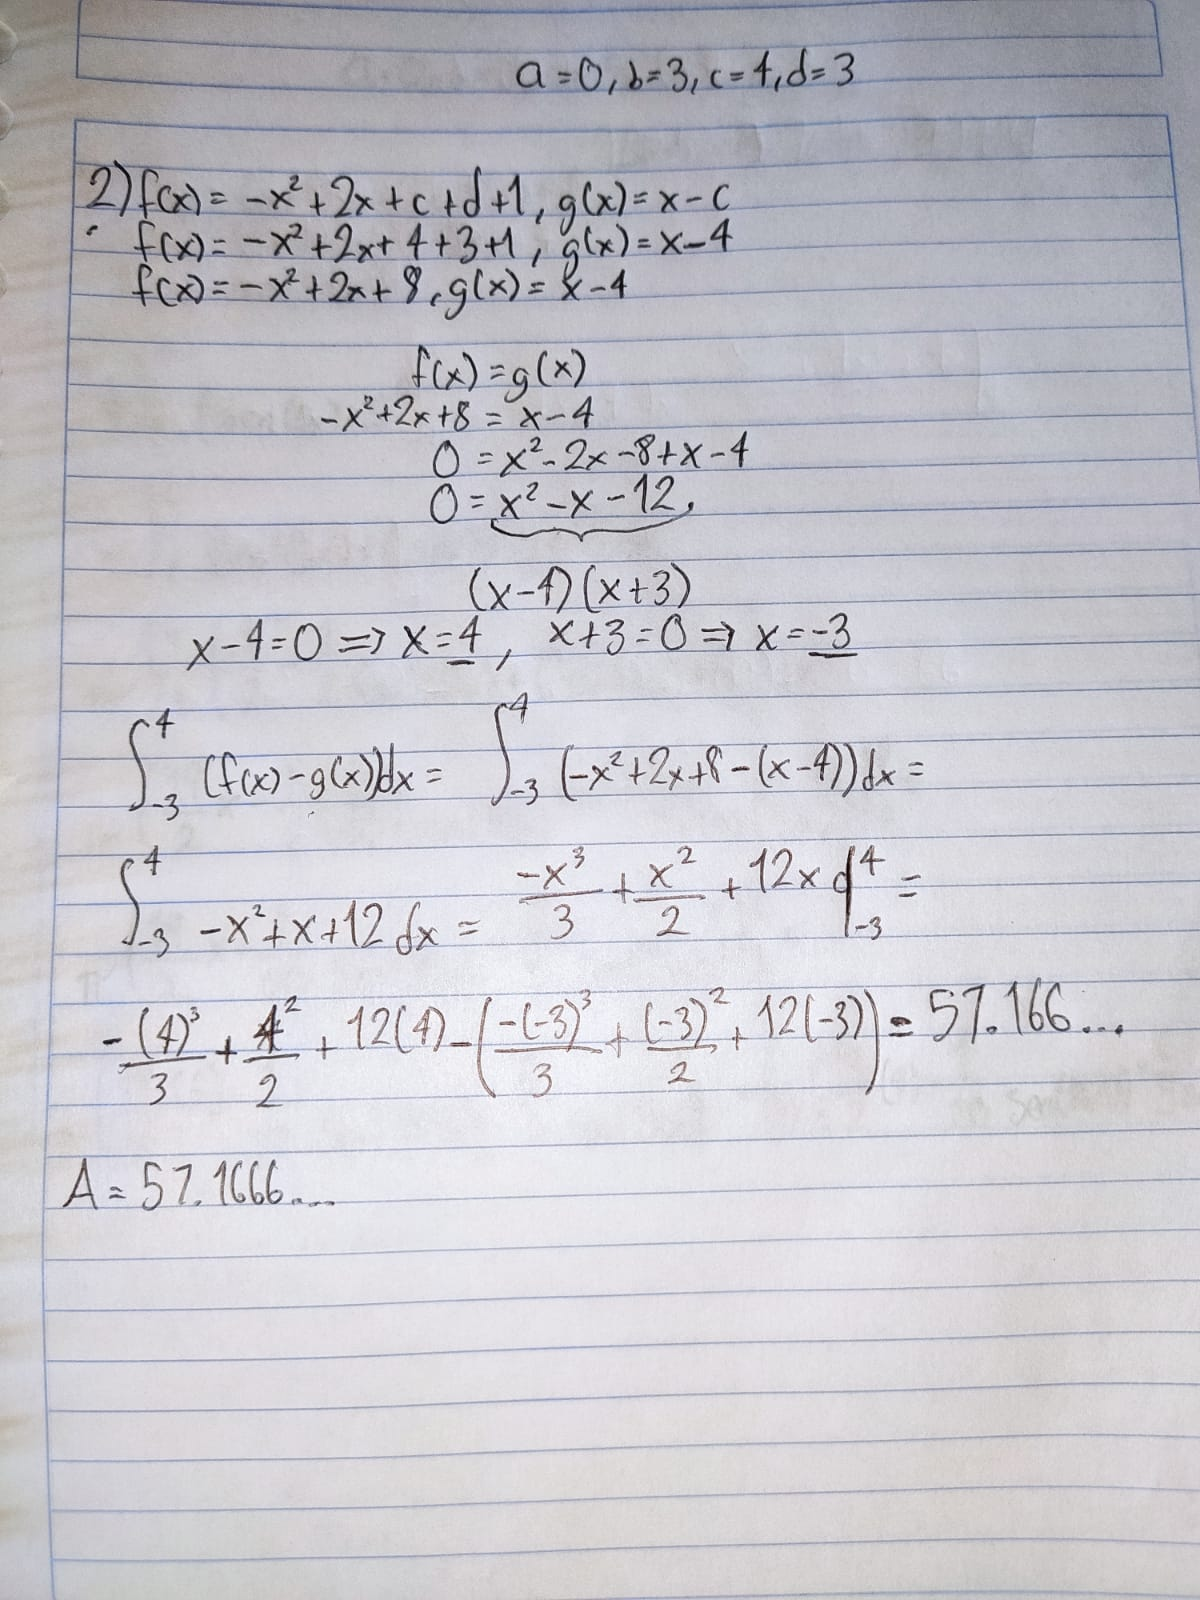 a=0, b=3, c=4, d=3
2) f(x) = -x² + 2x + c + d + 1, g(x) = x - c
f(x) = -x² + 2x + 4 + 3 + 1, g(x) = x - 4
f(x) = -x² + 2x + 8, g(x) = x - 4
f(x) = g(x)
-x² + 2x + 8 = x - 4
0 = x² - 2x - 8 + x - 4
0 = x² - x - 12.
(x-4)(x+3)
x-4=0 => x=4, x+3=0 => x=-3
∫₋₃⁴ (f(x)-g(x))dx = ∫₋₃⁴ (-x²+2x+8-(x-4))dx =
∫₋₃⁴ -x²+x+12 dx = -x³/3 + x²/2 + 12x |₋₃⁴ =
-(4)³/3 + 4²/2 + 12(4) - (-(-3)³/3 + (-3)²/2 + 12(-3)) = 57.166...
A = 57.1666....